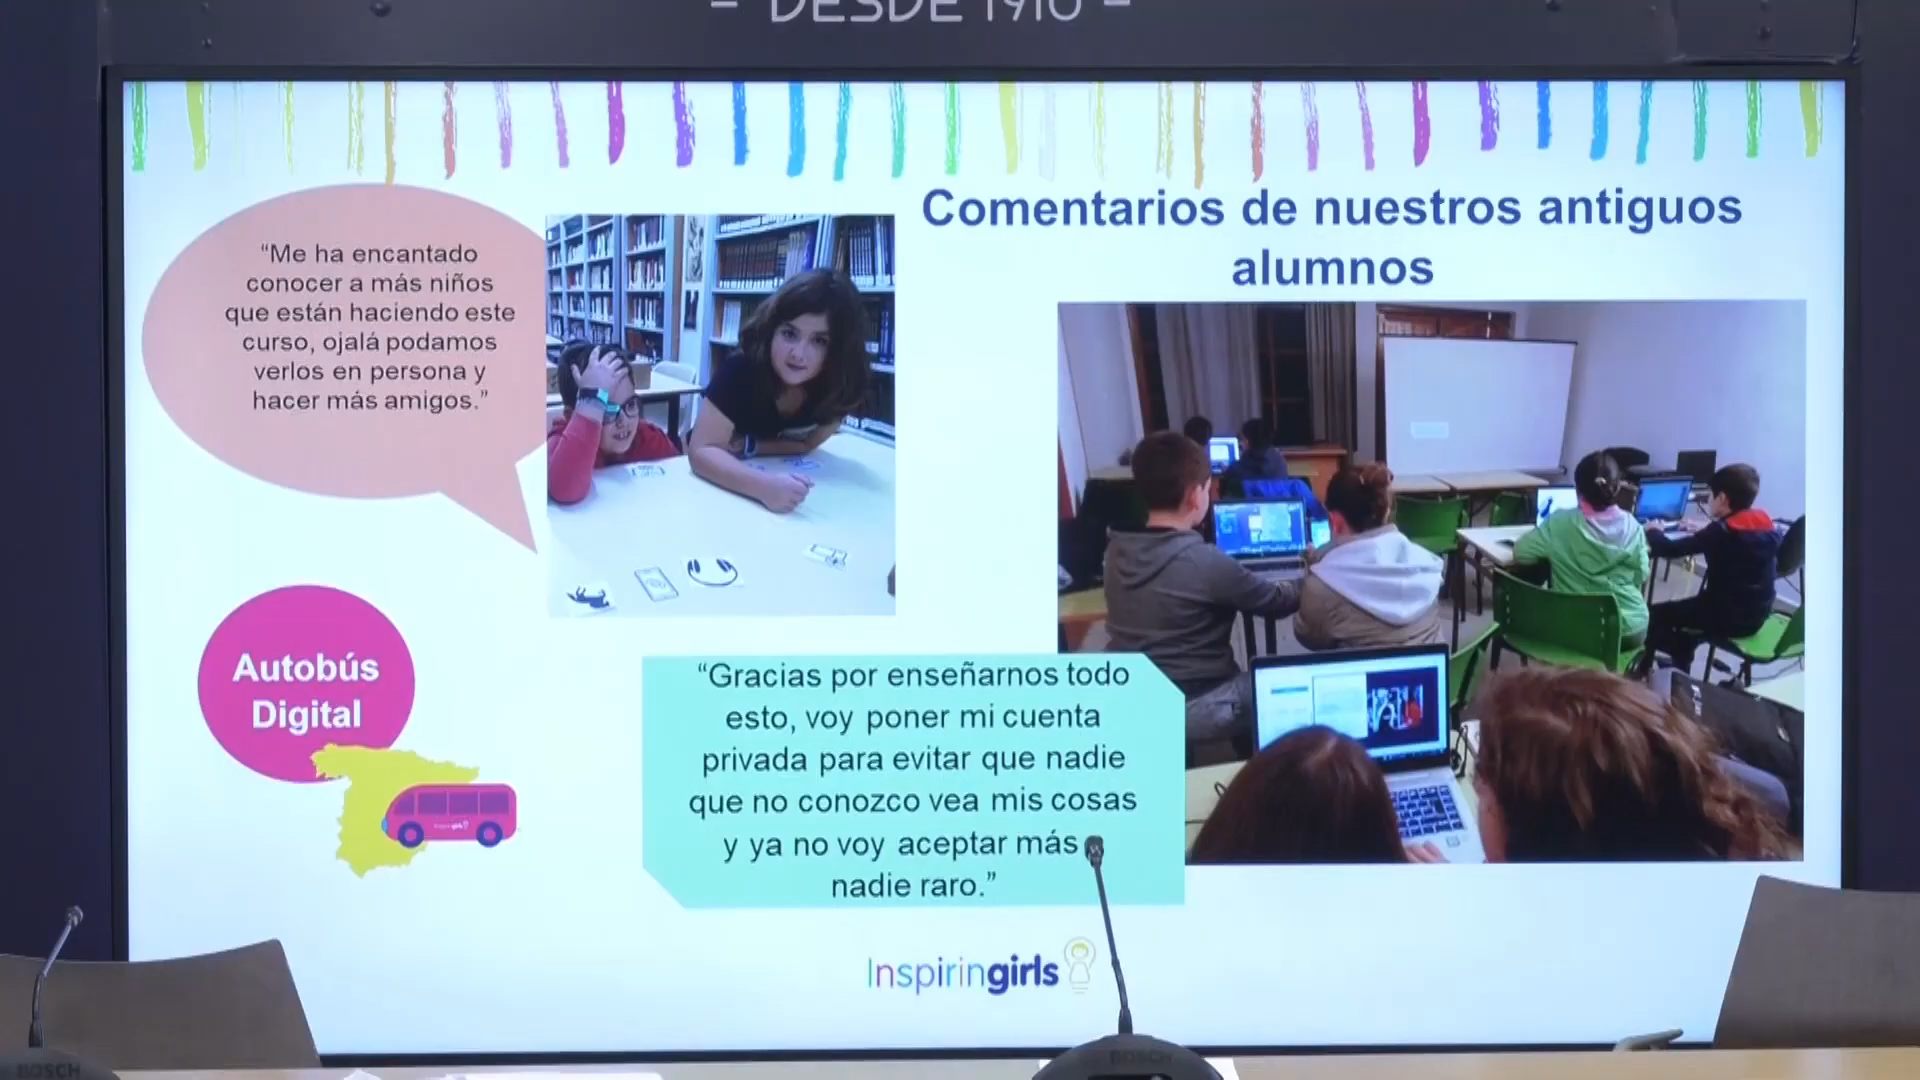 – DESDE 1910 –
Comentarios de nuestros antiguos
alumnos
“Me ha encantado
conocer a más niños
que están haciendo este
curso, ojalá podamos
verlos en persona y
hacer más amigos.”
Autobús
Digital
“Gracias por enseñarnos todo
esto, voy poner mi cuenta
privada para evitar que nadie
que no conozco vea mis cosas
y ya no voy aceptar más
nadie raro.”
Inspiringirls
BOSCH
BOSCH